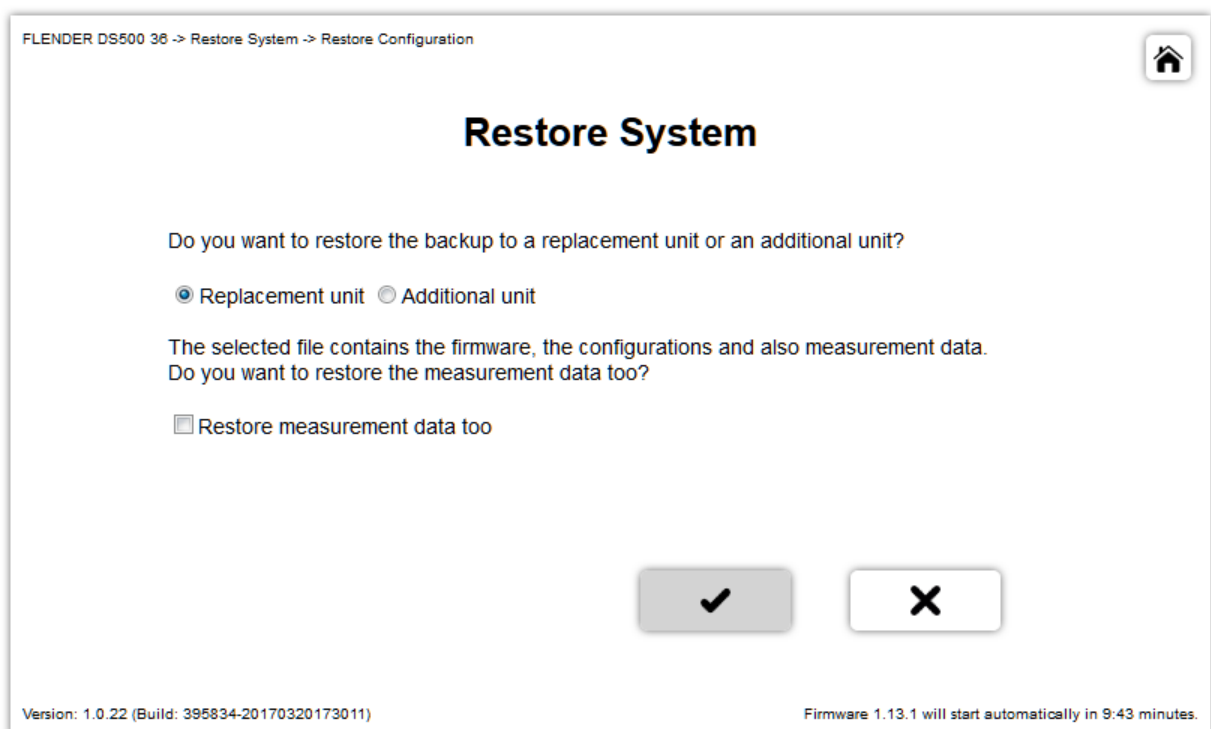 FLENDER DS500 36 -> Restore System -> Restore Configuration
Restore System
Do you want to restore the backup to a replacement unit or an additional unit?
Replacement unit Additional unit
The selected file contains the firmware, the configurations and also measurement data.
Do you want to restore the measurement data too?
Restore measurement data too
Version: 1.0.22 (Build: 395834-20170320173011) Firmware 1.13.1 will start automatically in 9:43 minutes.